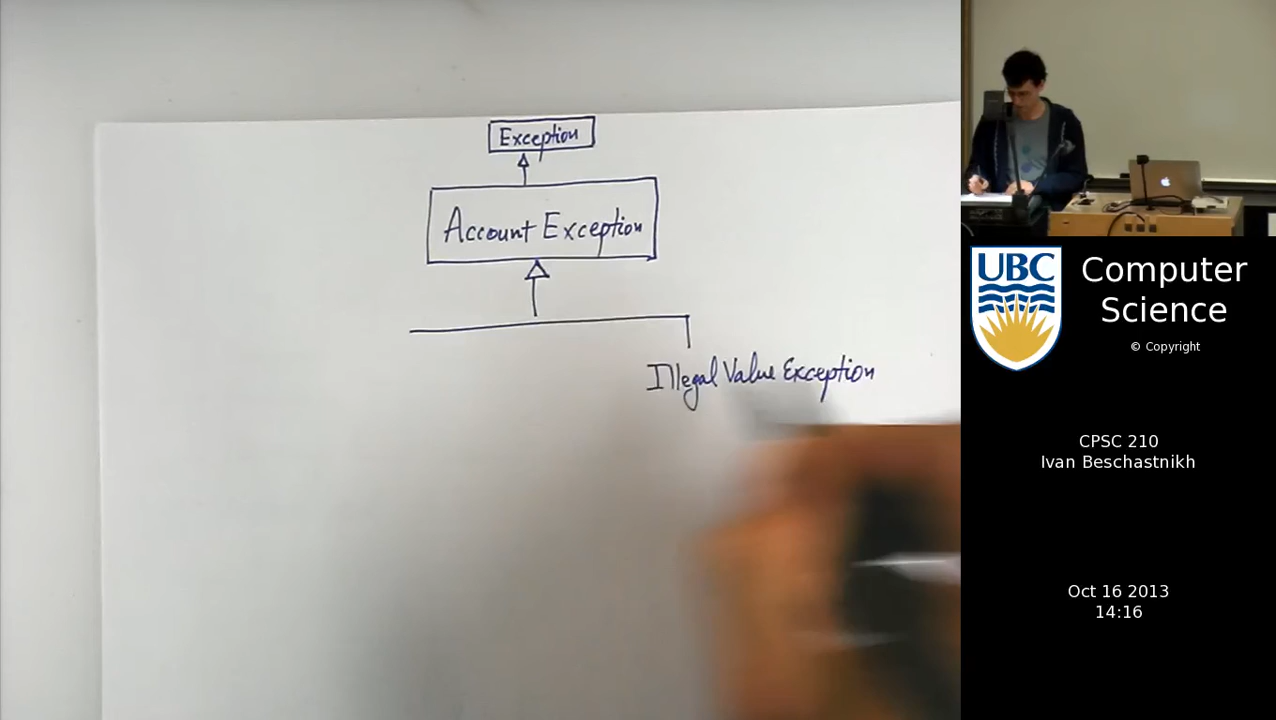 Exception
Account Exception
Illegal Value Exception
UBC
Computer
Science
© Copyright
CPSC 210
Ivan Beschastnikh
Oct 16 2013
14:16